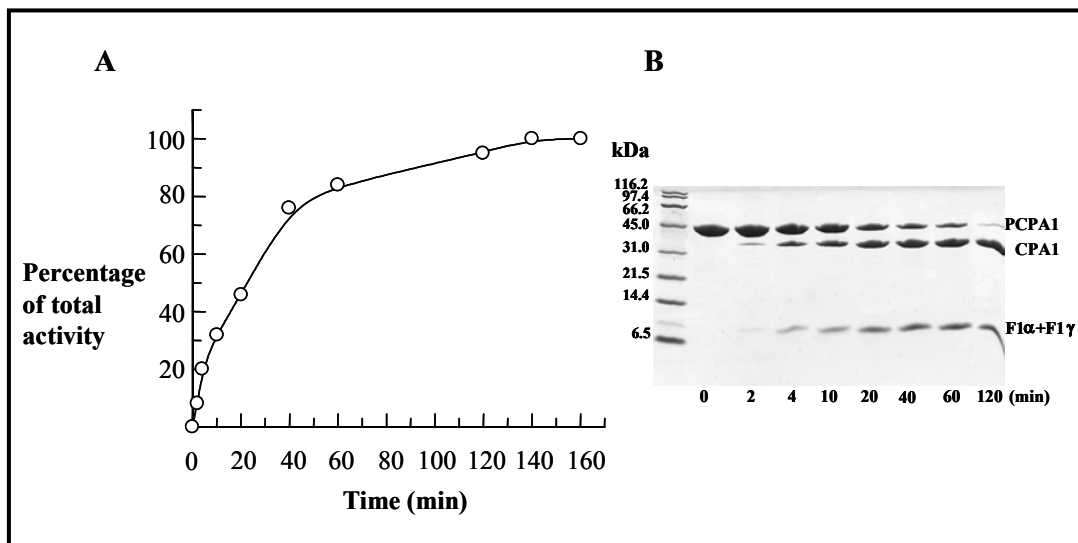 A
100
80
60
40
20
Percentage
of total
activity
0 20 40 60 80 100 120 140 160
Time (min)
B
kDa
116.2
97.4
66.2
45.0
31.0
21.5
14.4
6.5
PCPA1
CPA1
F1α+F1γ
0 2 4 10 20 40 60 120 (min)